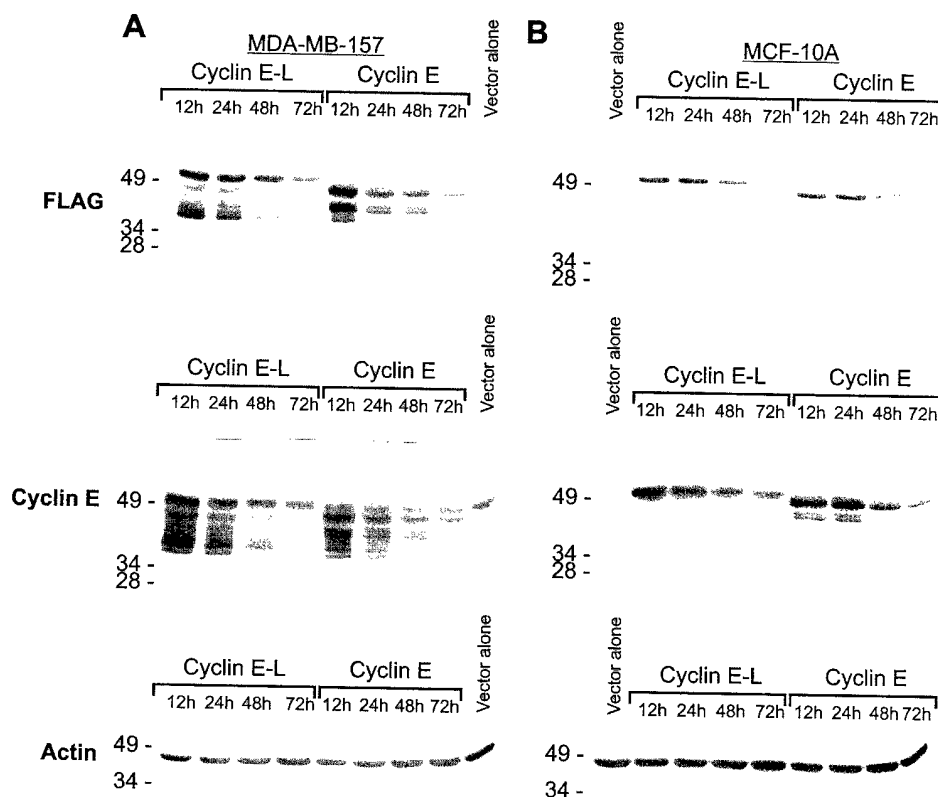 A
MDA-MB-157
Cyclin E-L Cyclin E
12h 24h 48h 72h 12h 24h 48h 72h
Vector alone
FLAG
49 -
34 -
28 -
Cyclin E-L Cyclin E
12h 24h 48h 72h 12h 24h 48h 72h
Vector alone
Cyclin E
49 -
34 -
28 -
Cyclin E-L Cyclin E
12h 24h 48h 72h 12h 24h 48h 72h
Vector alone
Actin
49 -
34 -
B
MCF-10A
Vector alone
Cyclin E-L Cyclin E
12h 24h 48h 72h 12h 24h 48h 72h
49 -
34 -
28 -
Vector alone
Cyclin E-L Cyclin E
12h 24h 48h 72h 12h 24h 48h 72h
49 -
34 -
28 -
Vector alone
Cyclin E-L Cyclin E
12h 24h 48h 72h 12h 24h 48h 72h
49 -
34 -